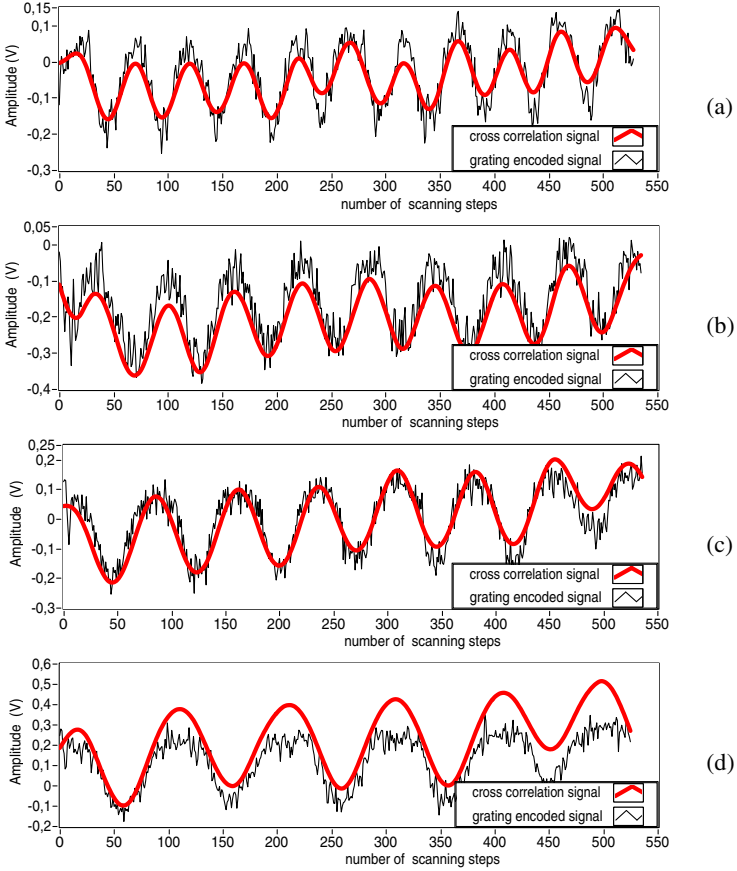 0,15
0,1
0
-0,1
-0,2
-0,3
Amplitude (V)
0 50 100 150 200 250 300 350 400 450 500 550
number of scanning steps
cross correlation signal
grating encoded signal
(a)
0,05
0
-0,1
-0,2
-0,3
-0,4
Amplitude (V)
0 50 100 150 200 250 300 350 400 450 500 550
number of scanning steps
cross correlation signal
grating encoded signal
(b)
0,25
0,2
0,1
0
-0,1
-0,2
-0,3
Amplitude (V)
0 50 100 150 200 250 300 350 400 450 500 550
number of scanning steps
cross correlation signal
grating encoded signal
(c)
0,6
0,5
0,4
0,3
0,2
0,1
0
-0,1
-0,2
Amplitude (V)
0 50 100 150 200 250 300 350 400 450 500 550
number of scanning steps
cross correlation signal
grating encoded signal
(d)